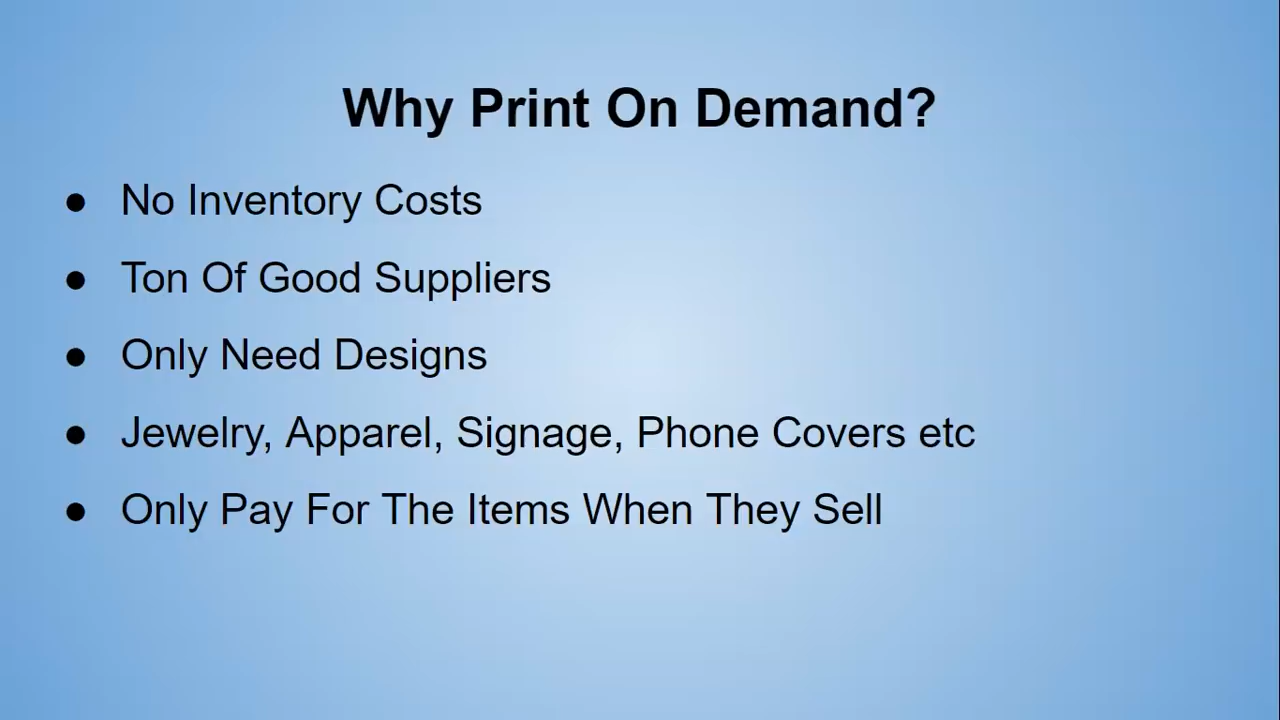 Why Print On Demand?
● No Inventory Costs
● Ton Of Good Suppliers
● Only Need Designs
● Jewelry, Apparel, Signage, Phone Covers etc
● Only Pay For The Items When They Sell